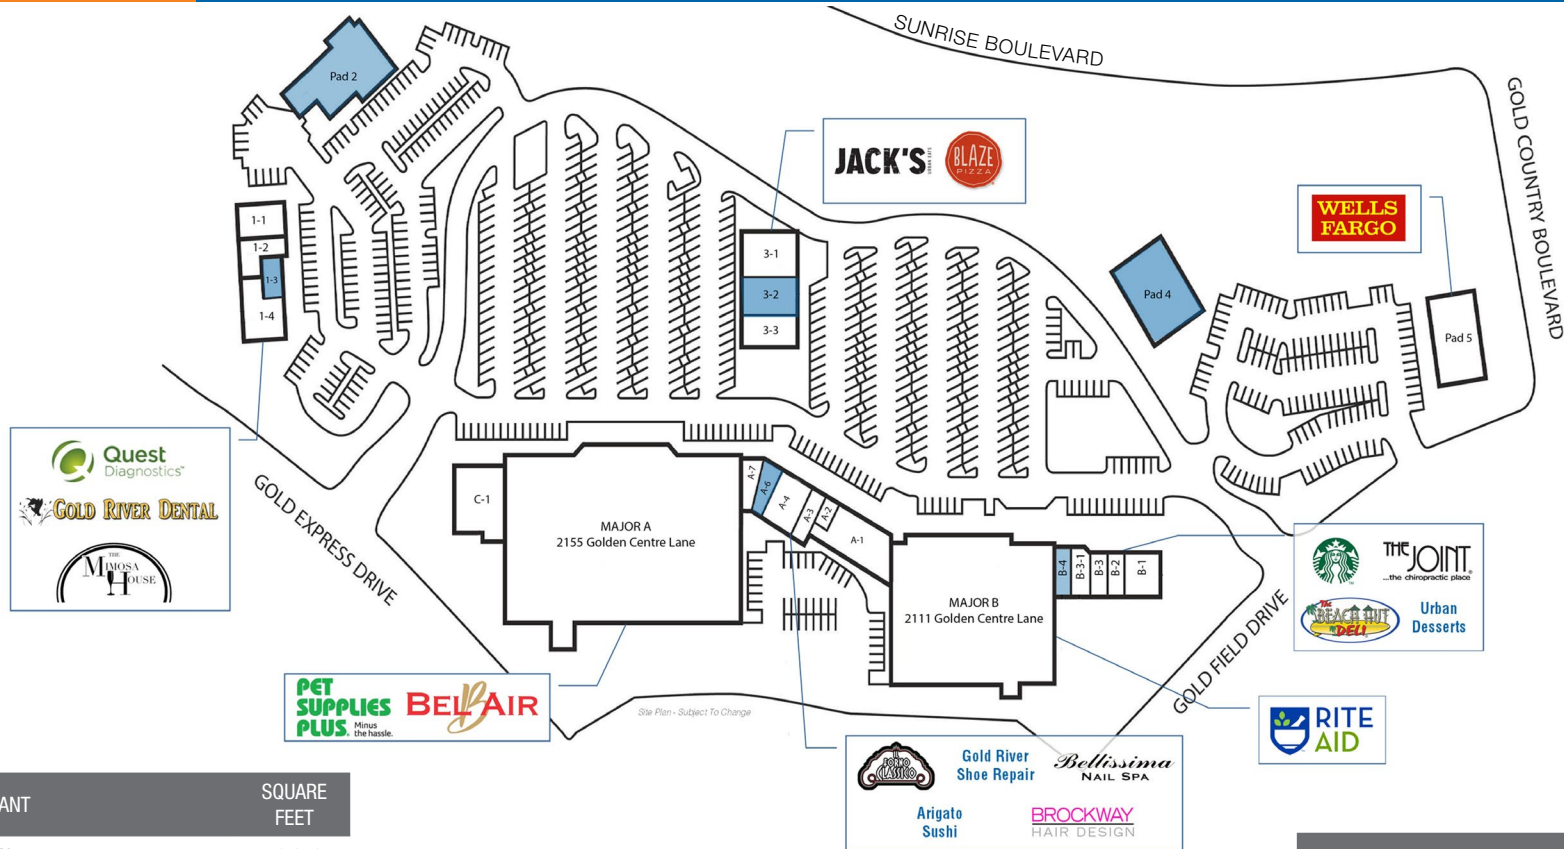 SUNRISE BOULEVARD
GOLD COUNTRY BOULEVARD
Pad 2
JACK'S
URBAN EATS
BLAZE
PIZZA
WELLS
FARGO
1-1
1-2
1-3
1-4
3-1
3-2
3-3
Pad 4
Pad 5
Quest
Diagnostics™
GOLD RIVER DENTAL
THE
MIMOSA
HOUSE
GOLD EXPRESS DRIVE
C-1
MAJOR A
2155 Golden Centre Lane
A-7
A-6
A-4
A-3
A-2
A-1
MAJOR B
2111 Golden Centre Lane
B-4
B-3-1
B-3
B-2
B-1
THE JOINT
...the chiropractic place
The
BEACH HUT
DELI
Urban
Desserts
GOLD FIELD DRIVE
PET
SUPPLIES
PLUS.
Minus
the hassle.
BEL AIR
Site Plan - Subject To Change
RITE
AID
IL
FORNO
CLASSICO
Gold River
Shoe Repair
Bellissima
NAIL SPA
Arigato
Sushi
BROCKWAY
HAIR DESIGN
ANT
SQUARE
FEET